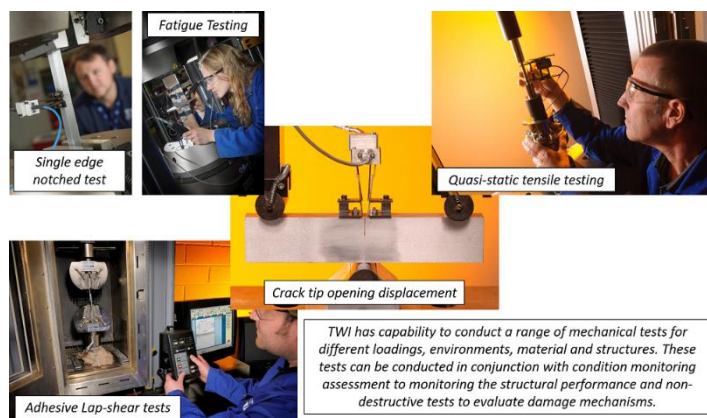 Fatigue Testing
Single edge
notched test
Quasi-static tensile testing
Crack tip opening displacement
Adhesive Lap-shear tests
TWI has capability to conduct a range of mechanical tests for
different loadings, environments, material and structures. These
tests can be conducted in conjunction with condition monitoring
assessment to monitoring the structural performance and non-
destructive tests to evaluate damage mechanisms.